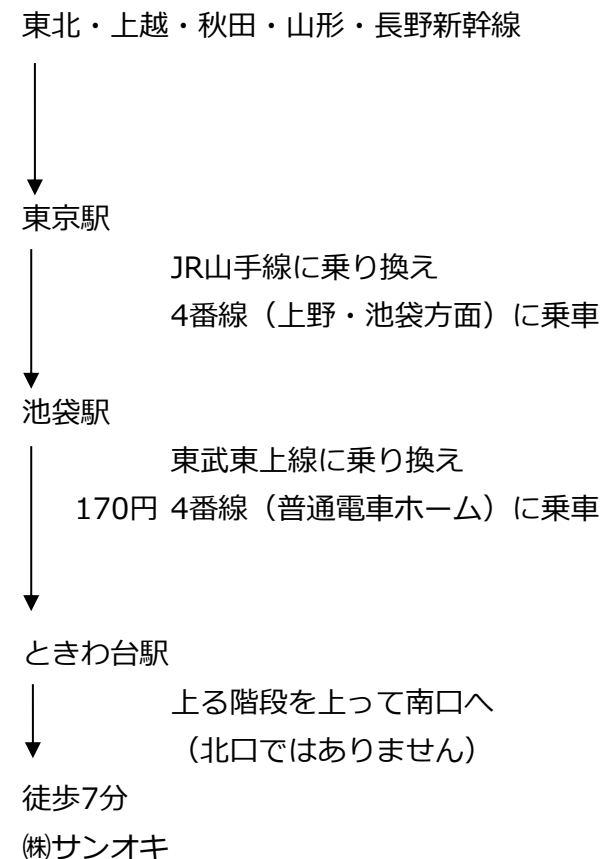 東北・上越・秋田・山形・長野新幹線
東京駅
JR山手線に乗り換え
4番線（上野・池袋方面）に乗車
池袋駅
東武東上線に乗り換え
170円 4番線（普通電車ホーム）に乗車
ときわ台駅
上る階段を上って南口へ
（北口ではありません）
徒歩7分
㈱サンオキ